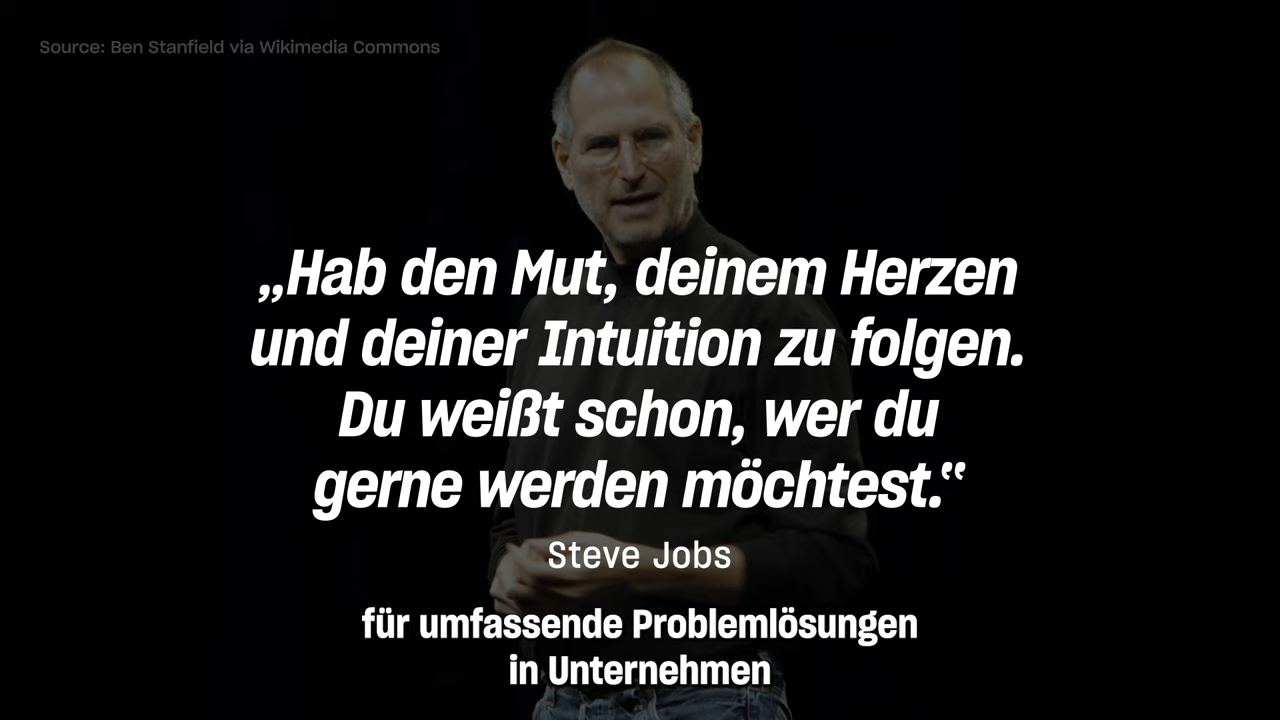 Source: Ben Stanfield via Wikimedia Commons
„Hab den Mut, deinem Herzen
und deiner Intuition zu folgen.
Du weißt schon, wer du
gerne werden möchtest.“
Steve Jobs
für umfassende Problemlösungen
in Unternehmen